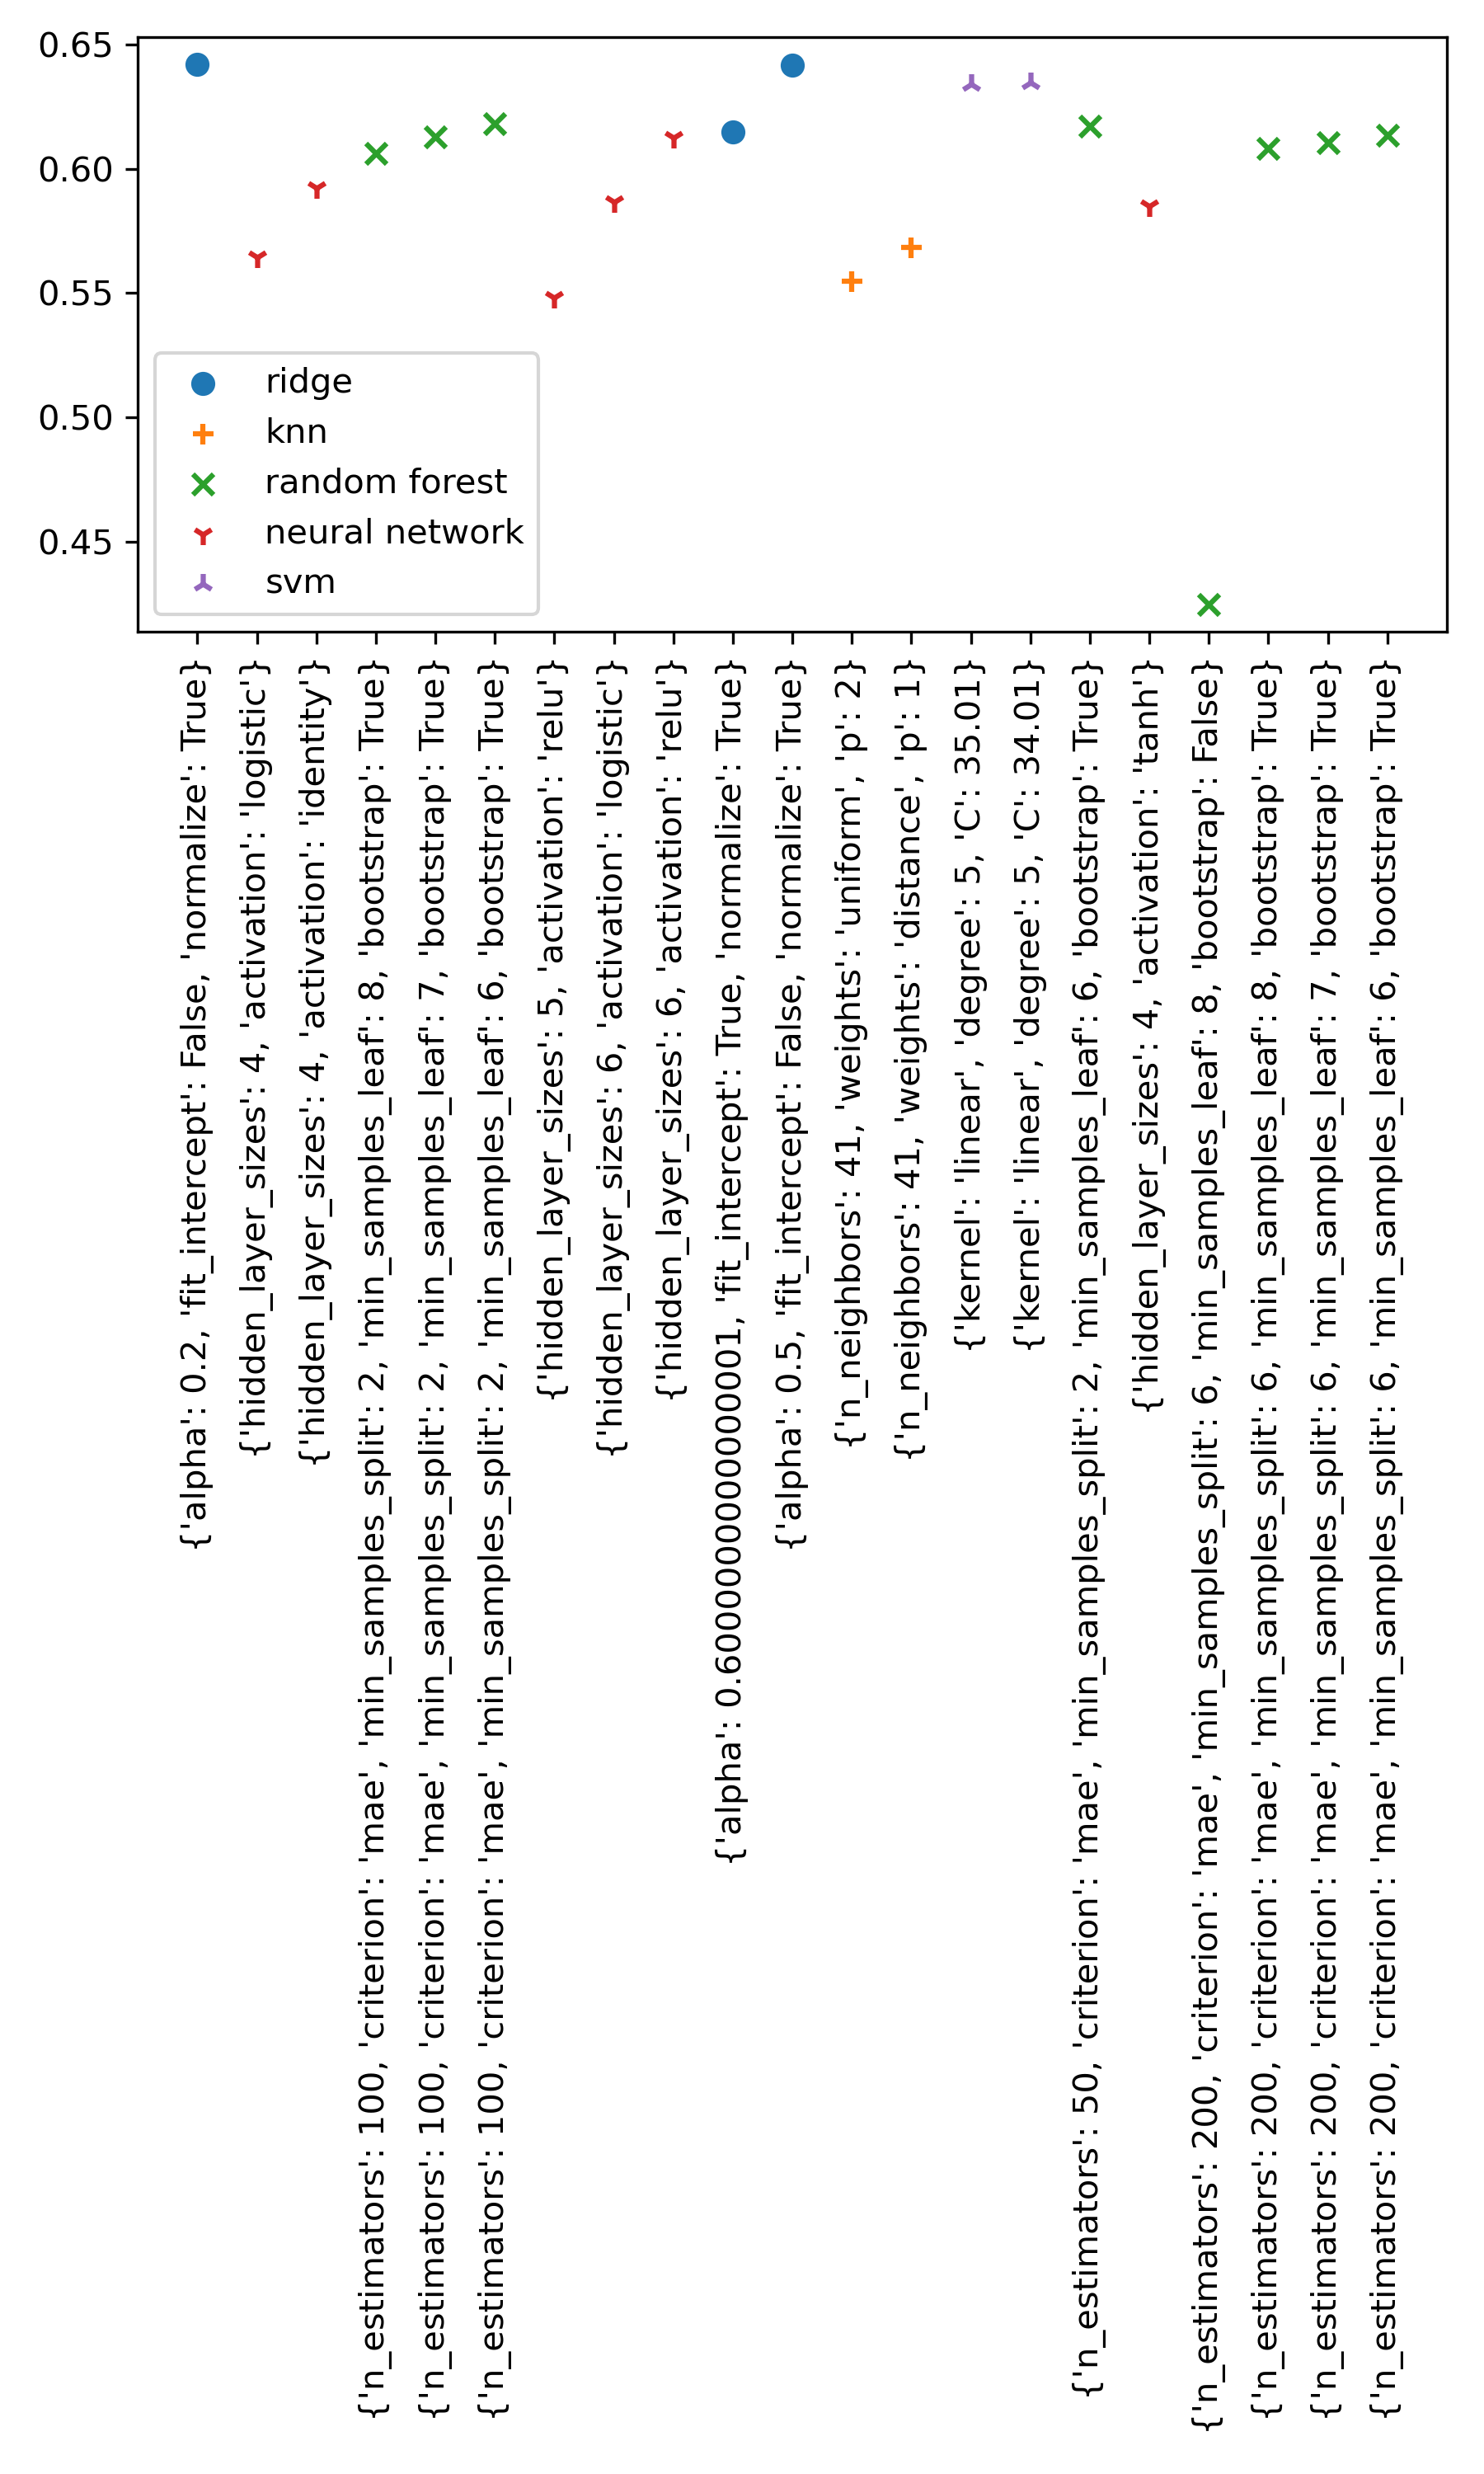 0.65
0.60
0.55
0.50
0.45
ridge
knn
random forest
neural network
svm
{'alpha': 0.2, 'fit_intercept': False, 'normalize': True}
{'hidden_layer_sizes': 4, 'activation': 'logistic'}
{'hidden_layer_sizes': 4, 'activation': 'identity'}
{'n_estimators': 100, 'criterion': 'mae', 'min_samples_split': 2, 'min_samples_leaf': 8, 'bootstrap': True}
{'n_estimators': 100, 'criterion': 'mae', 'min_samples_split': 2, 'min_samples_leaf': 7, 'bootstrap': True}
{'n_estimators': 100, 'criterion': 'mae', 'min_samples_split': 2, 'min_samples_leaf': 6, 'bootstrap': True}
{'hidden_layer_sizes': 5, 'activation': 'relu'}
{'hidden_layer_sizes': 6, 'activation': 'logistic'}
{'hidden_layer_sizes': 6, 'activation': 'relu'}
{'alpha': 0.6000000000000001, 'fit_intercept': True, 'normalize': True}
{'alpha': 0.5, 'fit_intercept': False, 'normalize': True}
{'n_neighbors': 41, 'weights': 'uniform', 'p': 2}
{'n_neighbors': 41, 'weights': 'distance', 'p': 1}
{'kernel': 'linear', 'degree': 5, 'C': 35.01}
{'kernel': 'linear', 'degree': 5, 'C': 34.01}
{'n_estimators': 50, 'criterion': 'mae', 'min_samples_split': 2, 'min_samples_leaf': 6, 'bootstrap': True}
{'hidden_layer_sizes': 4, 'activation': 'tanh'}
{'n_estimators': 200, 'criterion': 'mae', 'min_samples_split': 6, 'min_samples_leaf': 8, 'bootstrap': False}
{'n_estimators': 200, 'criterion': 'mae', 'min_samples_split': 6, 'min_samples_leaf': 8, 'bootstrap': True}
{'n_estimators': 200, 'criterion': 'mae', 'min_samples_split': 6, 'min_samples_leaf': 7, 'bootstrap': True}
{'n_estimators': 200, 'criterion': 'mae', 'min_samples_split': 6, 'min_samples_leaf': 6, 'bootstrap': True}